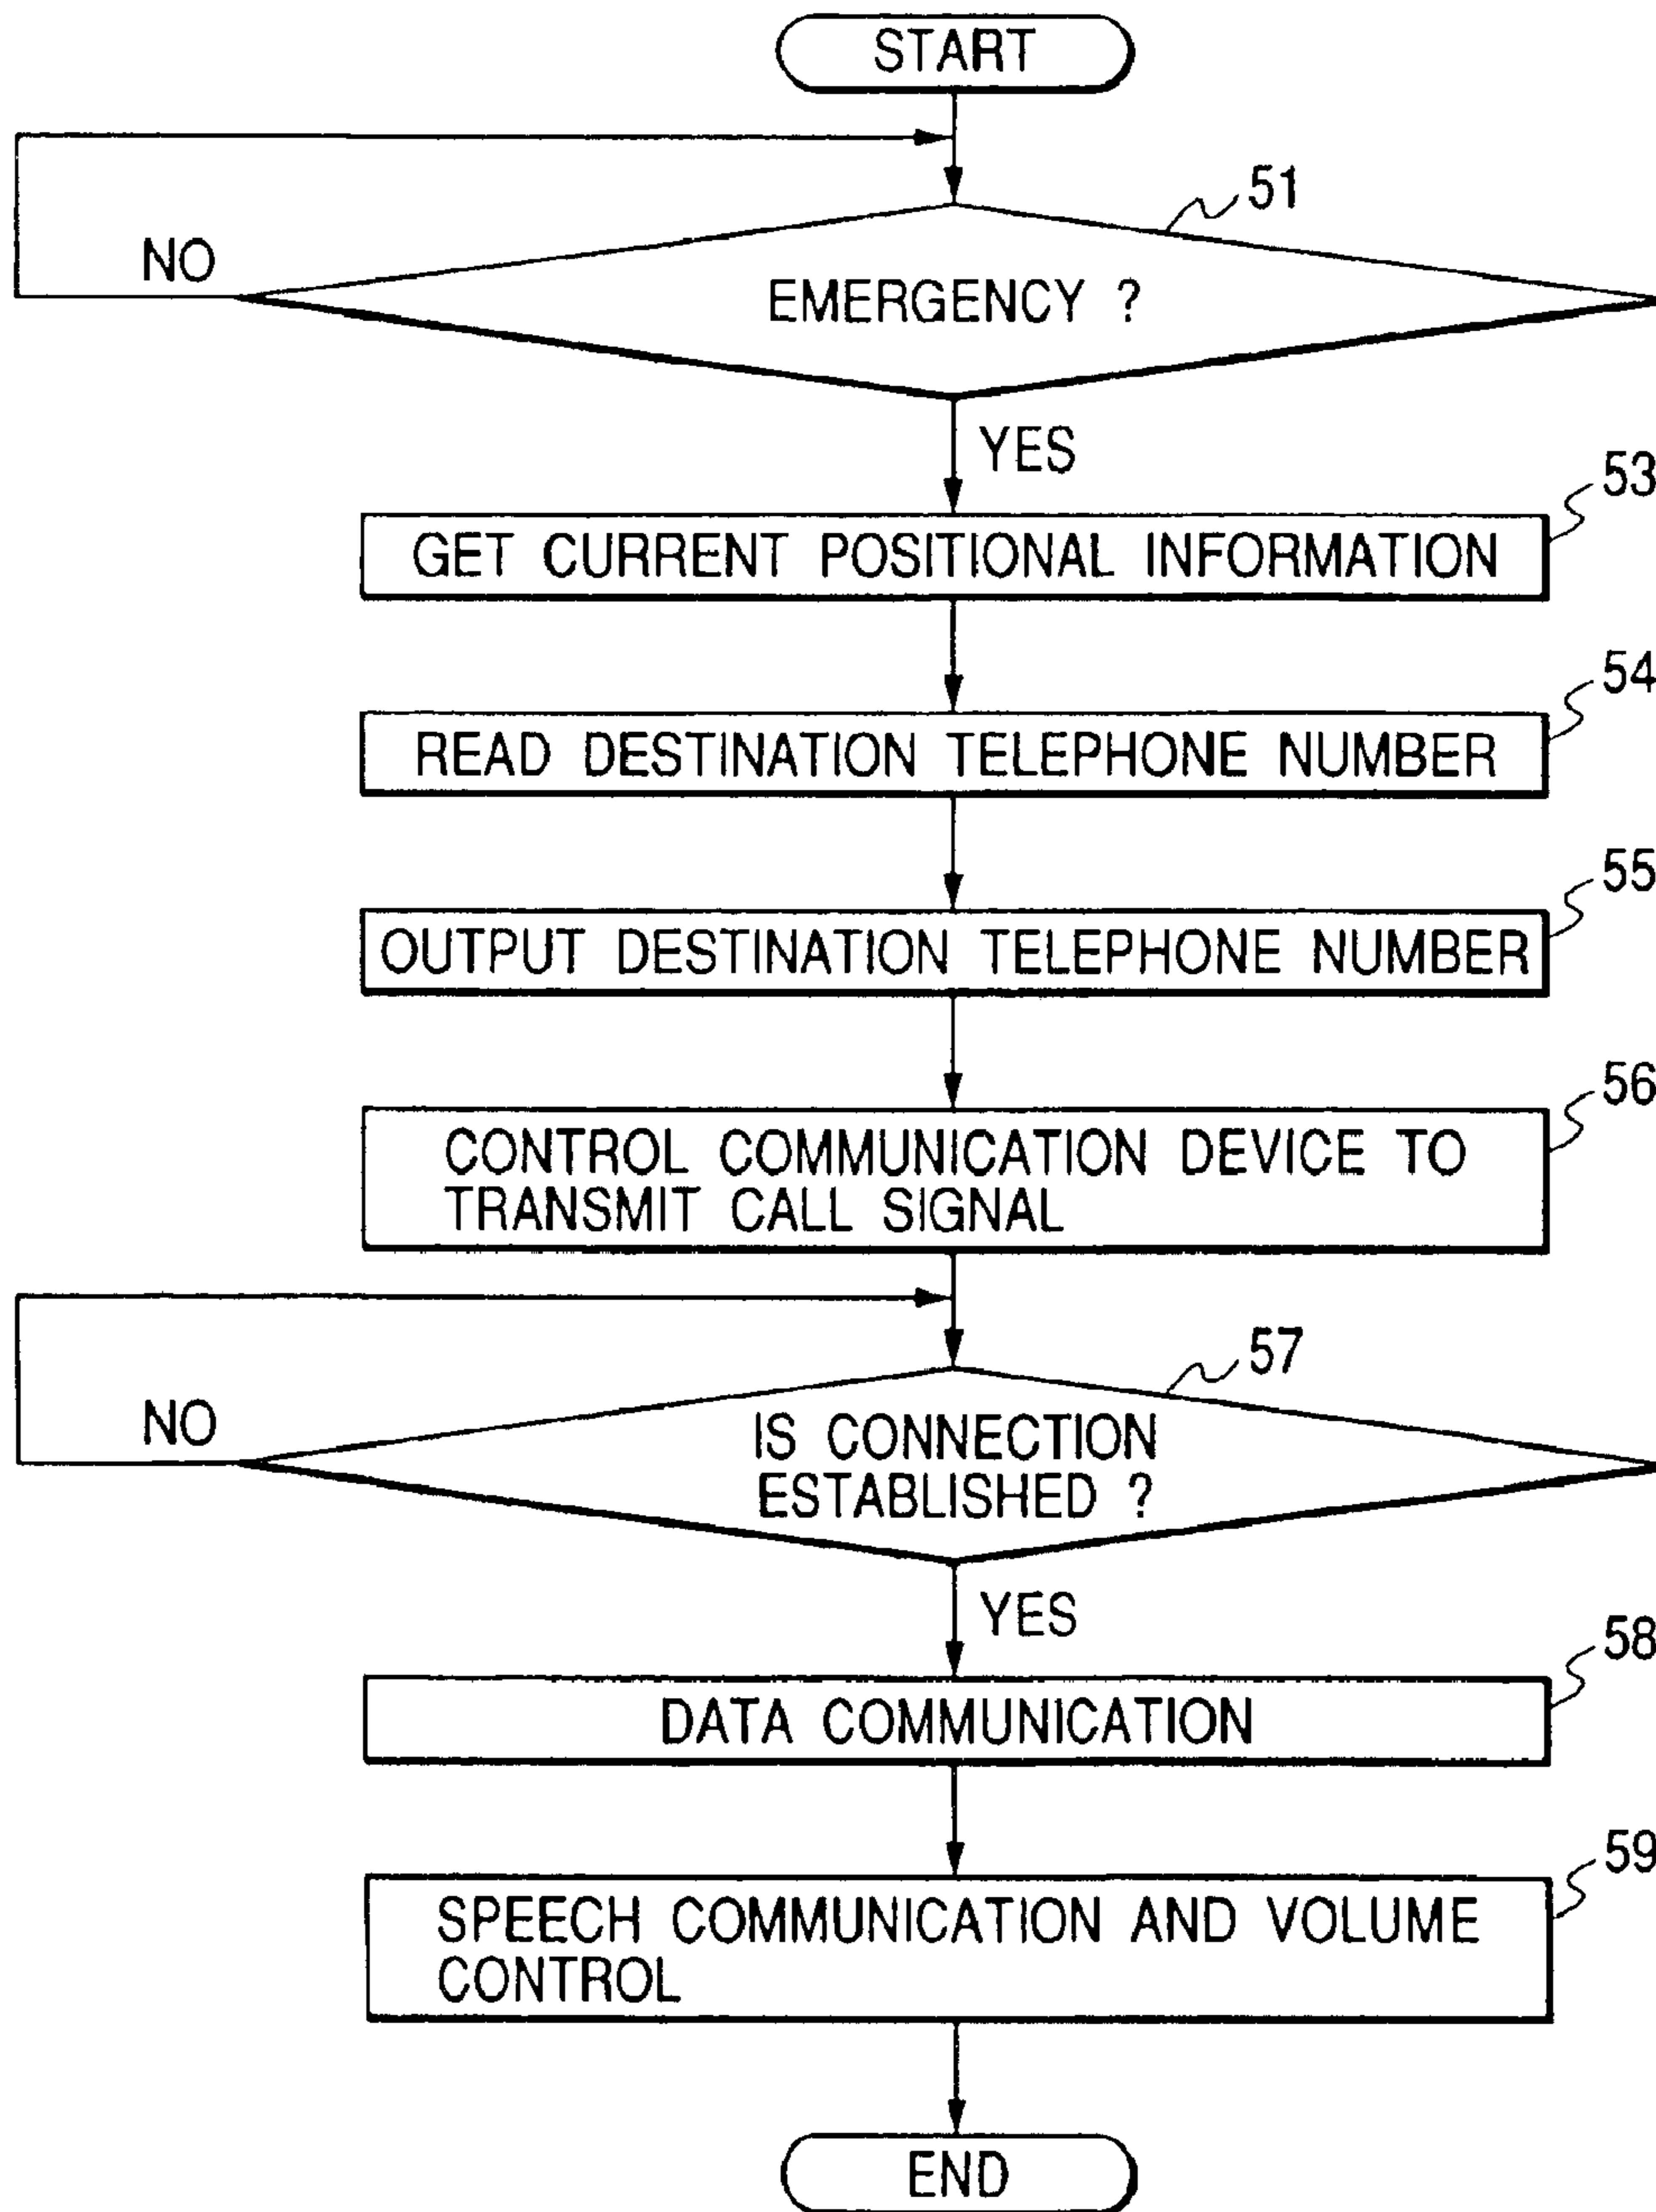 START
51
NO
EMERGENCY ?
YES
53
GET CURRENT POSITIONAL INFORMATION
54
READ DESTINATION TELEPHONE NUMBER
55
OUTPUT DESTINATION TELEPHONE NUMBER
56
CONTROL COMMUNICATION DEVICE TO
TRANSMIT CALL SIGNAL
57
NO
IS CONNECTION
ESTABLISHED ?
YES
58
DATA COMMUNICATION
59
SPEECH COMMUNICATION AND VOLUME
CONTROL
END